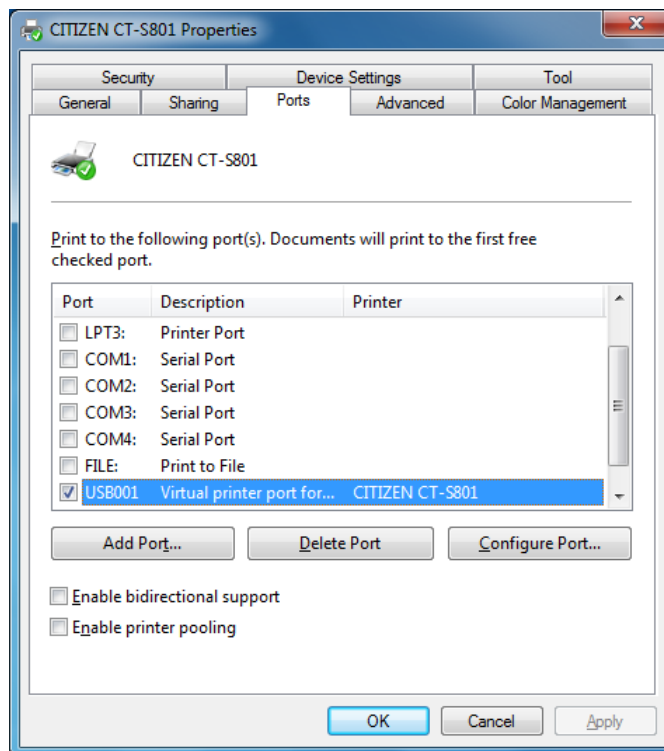 CITIZEN CT-S801 Properties
Security Device Settings Tool
General Sharing Ports Advanced Color Management
CITIZEN CT-S801
Print to the following port(s). Documents will print to the first free
checked port.
Port Description Printer
LPT3: Printer Port
COM1: Serial Port
COM2: Serial Port
COM3: Serial Port
COM4: Serial Port
FILE: Print to File
USB001 Virtual printer port for... CITIZEN CT-S801
Add Port... Delete Port Configure Port...
Enable bidirectional support
Enable printer pooling
OK Cancel Apply